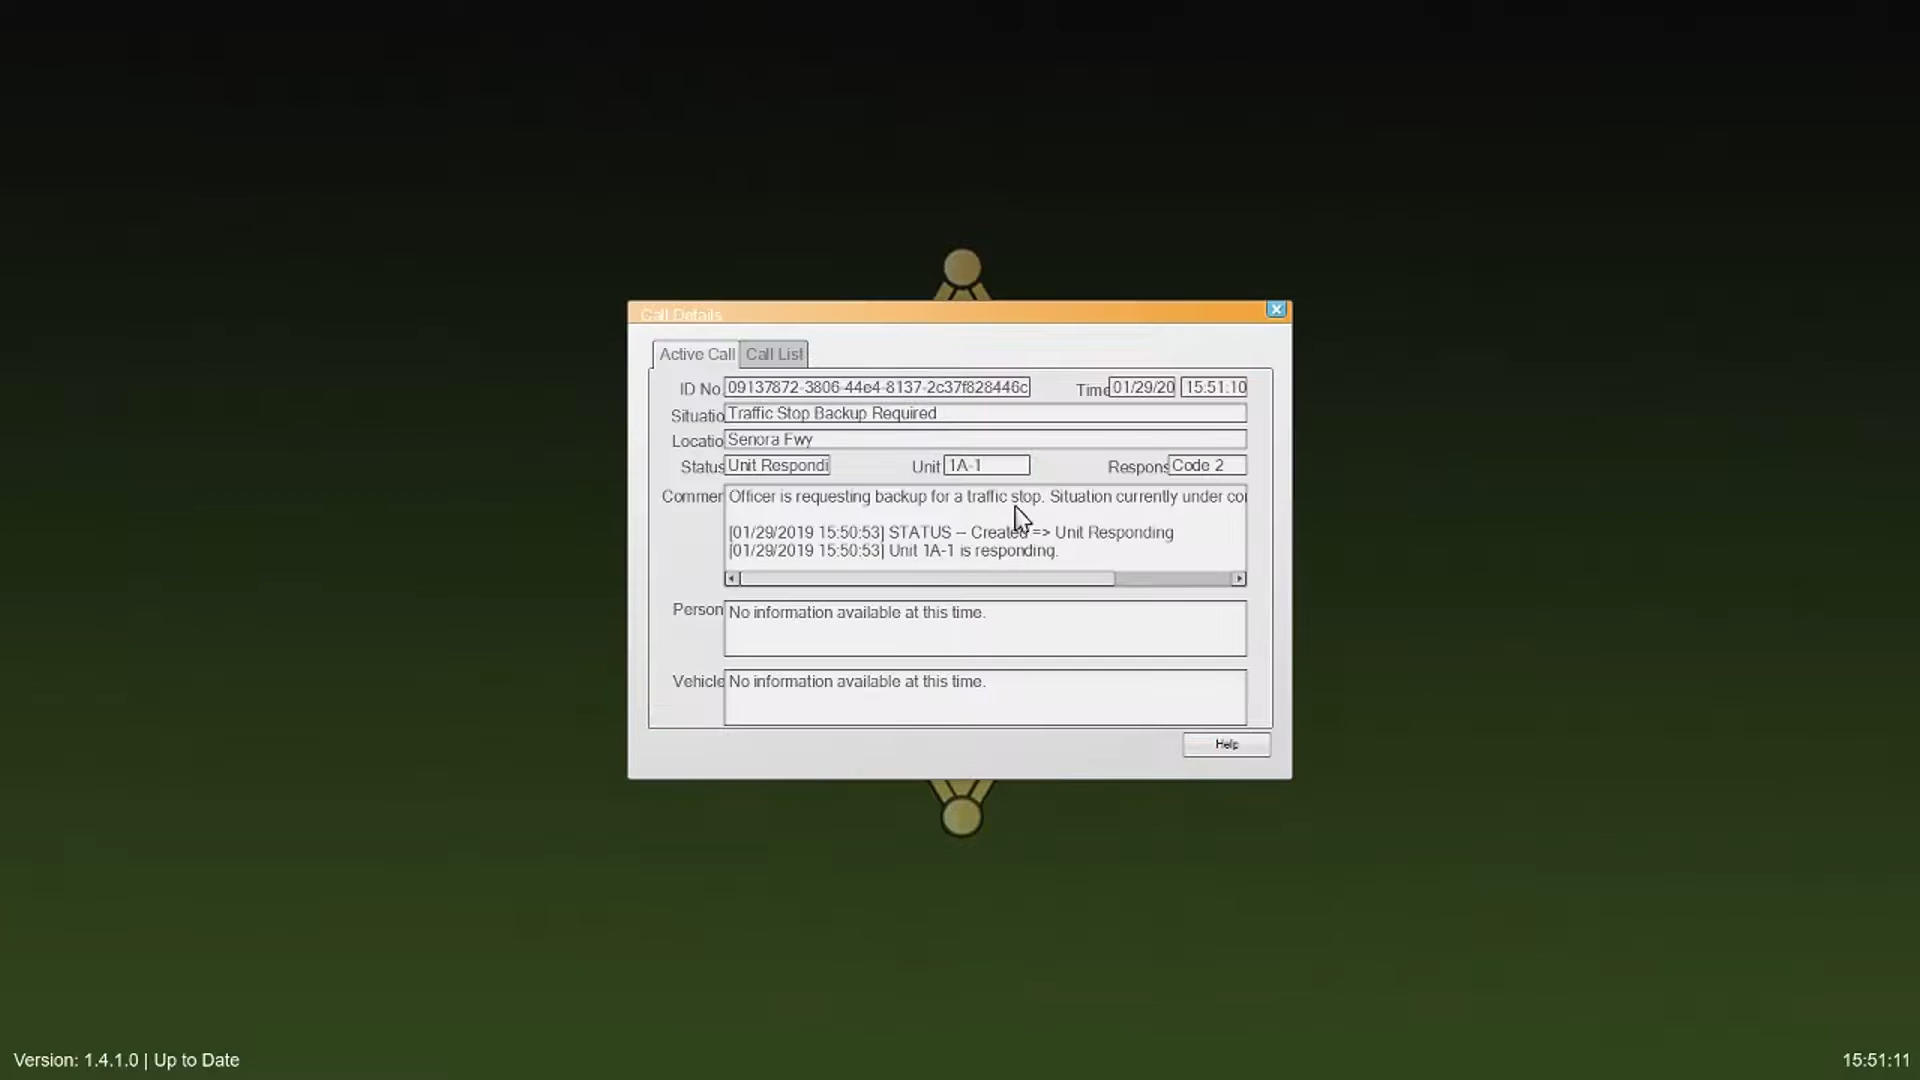 Call Details
Active Call Call List
ID No. 09137872-3806-44e4-8137-2c37f828446c Time 01/29/20 15:51:10
Situatio Traffic Stop Backup Required
Locatio Senora Fwy
Status Unit Respondi Unit 1A-1 Respons Code 2
Commer Officer is requesting backup for a traffic stop. Situation currently under co
[01/29/2019 15:50:53] STATUS -- Created => Unit Responding
[01/29/2019 15:50:53] Unit 1A-1 is responding.
Person No information available at this time.
Vehicle No information available at this time.
Help
Version: 1.4.1.0 | Up to Date 15:51:11